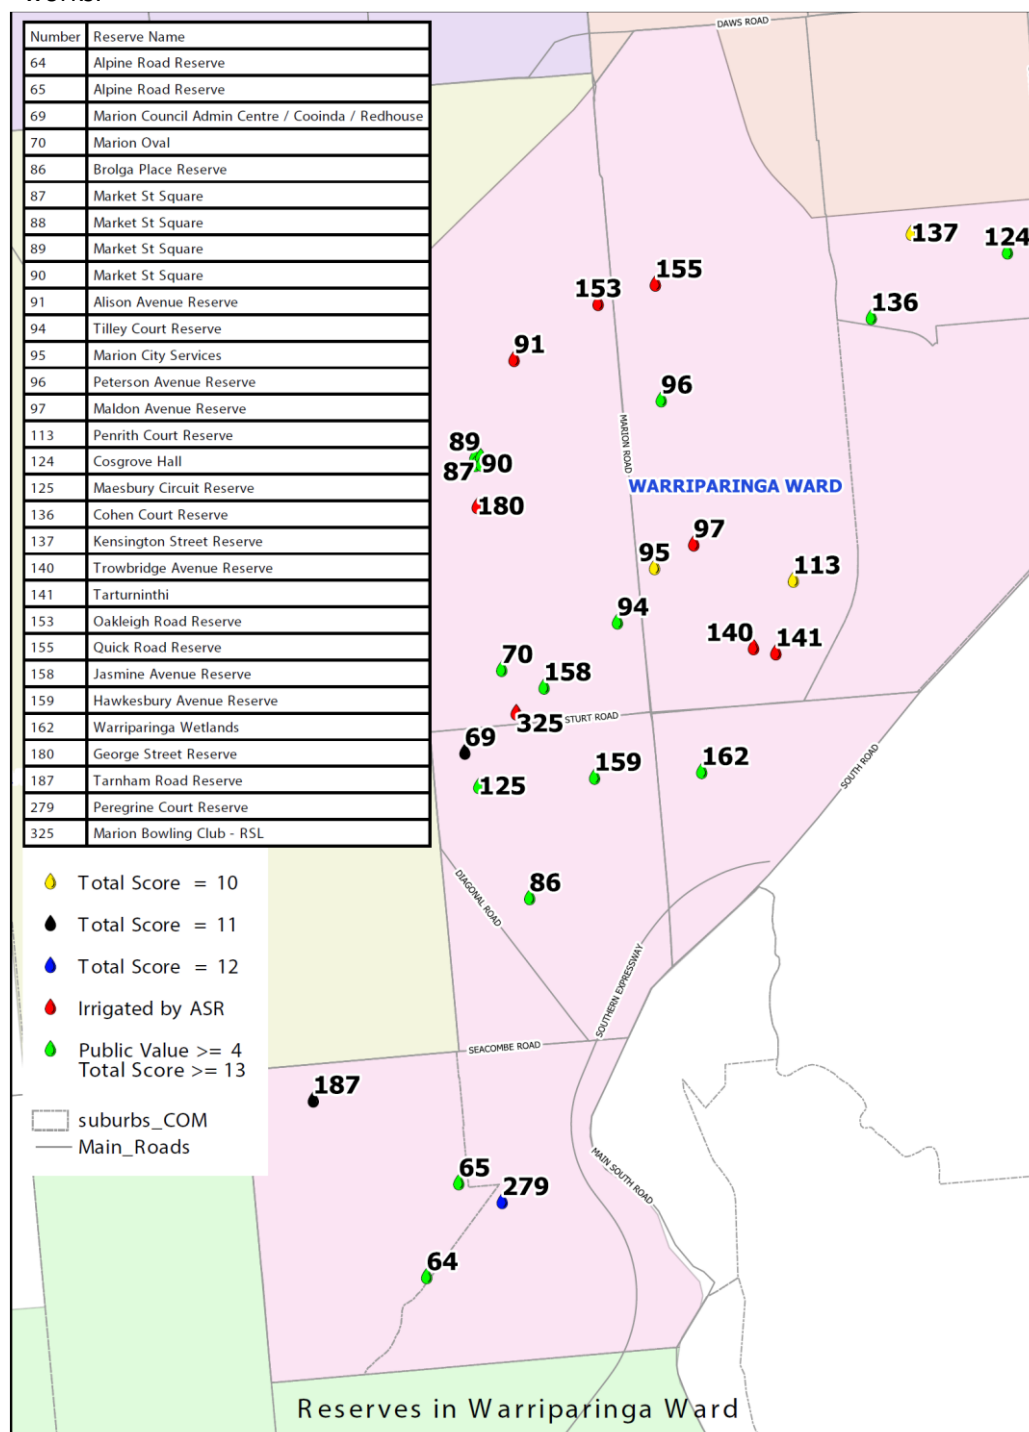 Number Reserve Name
64 Alpine Road Reserve
65 Alpine Road Reserve
69 Marion Council Admin Centre / Cooinda / Redhouse
70 Marion Oval
86 Brolga Place Reserve
87 Market St Square
88 Market St Square
89 Market St Square
90 Market St Square
91 Alison Avenue Reserve
94 Tilley Court Reserve
95 Marion City Services
96 Peterson Avenue Reserve
97 Maldon Avenue Reserve
113 Penrith Court Reserve
124 Cosgrove Hall
125 Maesbury Circuit Reserve
136 Cohen Court Reserve
137 Kensington Street Reserve
140 Trowbridge Avenue Reserve
141 Tarturninthi
153 Oakleigh Road Reserve
155 Quick Road Reserve
158 Jasmine Avenue Reserve
159 Hawkesbury Avenue Reserve
162 Warriparinga Wetlands
180 George Street Reserve
187 Tarnham Road Reserve
279 Peregrine Court Reserve
325 Marion Bowling Club - RSL
Total Score = 10
Total Score = 11
Total Score = 12
Irrigated by ASR
Public Value >= 4
Total Score >= 13
suburbs_COM
Main_Roads
DAWS ROAD
137
124
155
153
136
91
96
MARION ROAD
89
90
87
WARRIPARINGA WARD
180
97
95
113
94
140
141
70
158
325
STURT ROAD
69
159
162
SOUTH ROAD
125
86
DIAGONAL ROAD
SOUTHERN EXPRESSWAY
SEACOMBE ROAD
187
65
279
MAIN SOUTH ROAD
64
Reserves in Warriparinga Ward